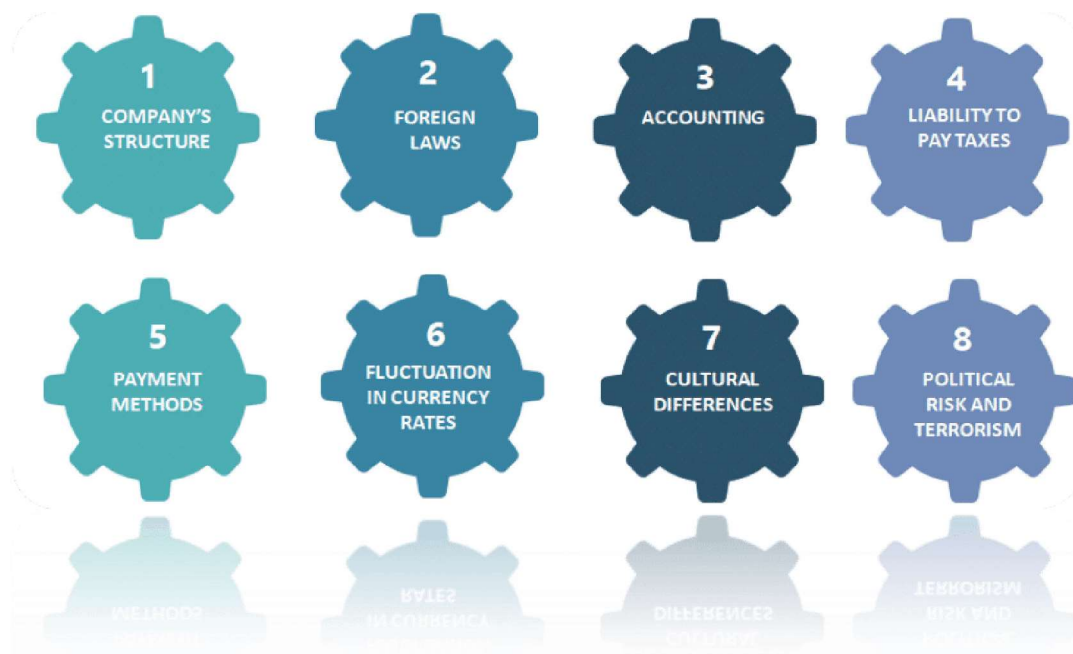 1
COMPANY'S
STRUCTURE
2
FOREIGN
LAWS
3
ACCOUNTING
4
LIABILITY TO
PAY TAXES
5
PAYMENT
METHODS
6
FLUCTUATION
IN CURRENCY
RATES
7
CULTURAL
DIFFERENCES
8
POLITICAL
RISK AND
TERRORISM